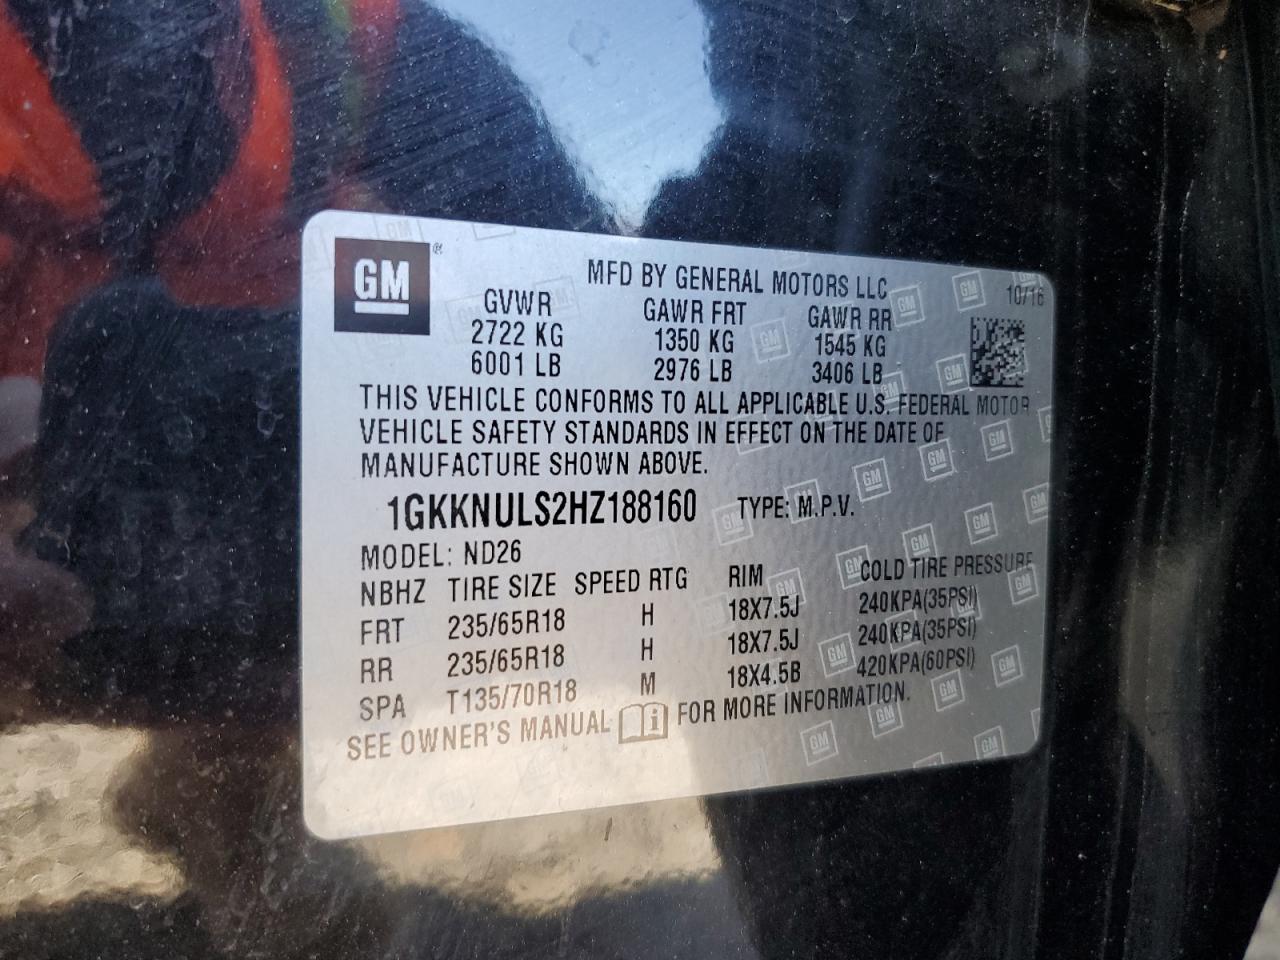 GM®
MFD BY GENERAL MOTORS LLC
10/16
GVWR GAWR FRT GAWR RR
2722 KG 1350 KG 1545 KG
6001 LB 2976 LB 3406 LB
THIS VEHICLE CONFORMS TO ALL APPLICABLE U.S. FEDERAL MOTOR
VEHICLE SAFETY STANDARDS IN EFFECT ON THE DATE OF
MANUFACTURE SHOWN ABOVE.
1GKKNULS2HZ188160 TYPE: M.P.V.
MODEL: ND26
NBHZ TIRE SIZE SPEED RTG RIM COLD TIRE PRESSURE
FRT 235/65R18 H 18X7.5J 240KPA(35PSI)
RR 235/65R18 H 18X7.5J 240KPA(35PSI)
SPA T135/70R18 M 18X4.5B 420KPA(60PSI)
SEE OWNER'S MANUAL i FOR MORE INFORMATION.